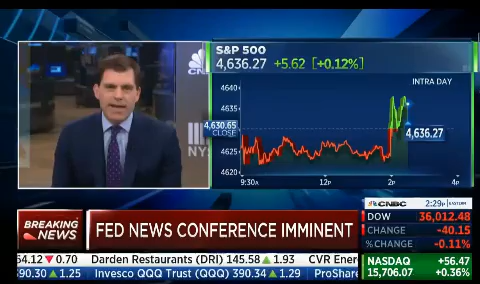 CNBC
NYS
S&P 500
4,636.27 +5.62 [+0.12%]
INTRA DAY
4640
4635
4,630.65
CLOSE
4,636.27
4625
4620
9:30A 12P 2P 4P
BREAKING
NEWS
FED NEWS CONFERENCE IMMINENT
CNBC 2:29P EASTERN
DOW 36,012.48
CHANGE -40.15
% CHANGE -0.11%
NASDAQ +56.47
15,706.07 +0.36%
64.12 ▼ 0.70 Darden Restaurants (DRI) 145.58 ▲ 1.93 CVR Ener
390.30 ▲ 1.25 Invesco QQQ Trust (QQQ) 390.34 ▲ 1.29 ProShare